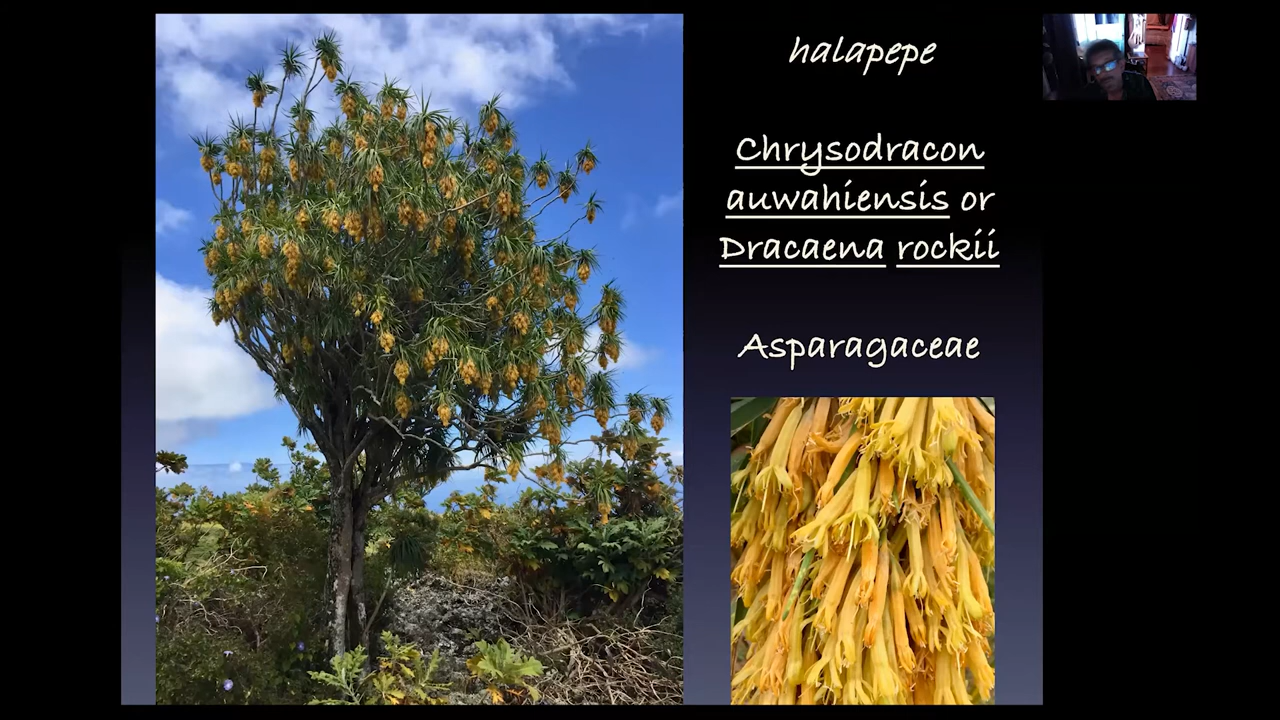 halapepe
Chrysodracon
auwahiensis or
Dracaena rockii
Asparagaceae